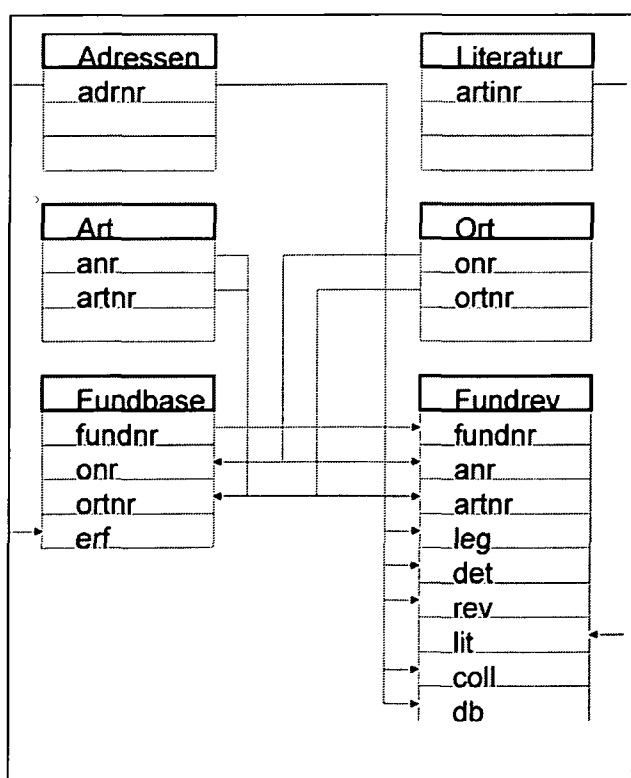 Adressen
adrnr
Literatur
artinr
Art
anr
artnr
Ort
onr
ortnr
Fundbase
fundnr
onr
ortnr
erf
Fundrev
fundnr
anr
artnr
leg
det
rev
lit
coll
db